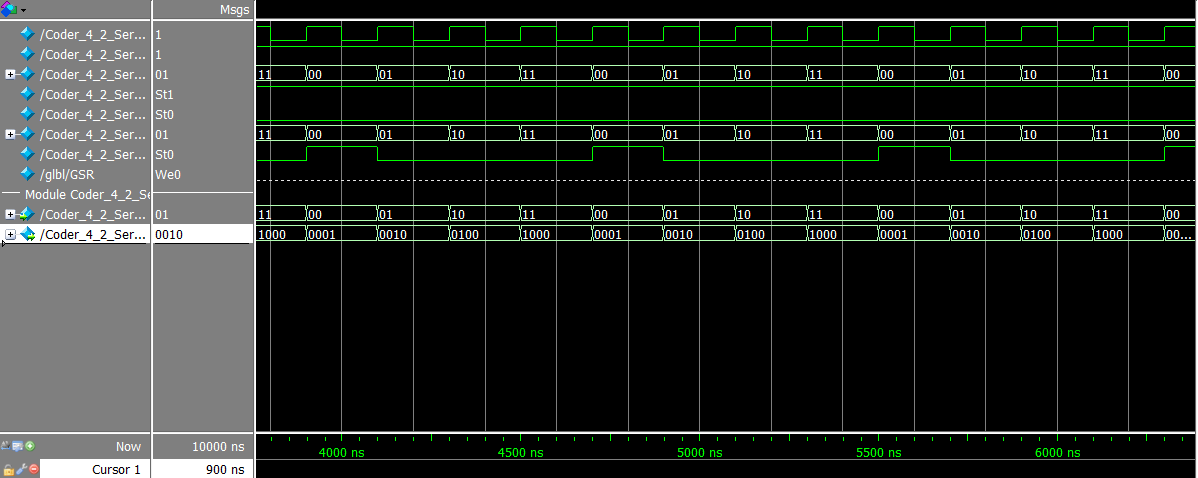 Msgs
/Coder_4_2_Ser... 1
/Coder_4_2_Ser... 1
/Coder_4_2_Ser... 01 11 00 01 10 11 00 01 10 11 00 01 10 11 00
/Coder_4_2_Ser... St1
/Coder_4_2_Ser... St0
/Coder_4_2_Ser... 01 11 00 01 10 11 00 01 10 11 00 01 10 11 00
/Coder_4_2_Ser... St0
/glbl/GSR We0
Module Coder_4_2_Se
/Coder_4_2_Ser... 01 11 00 01 10 11 00 01 10 11 00 01 10 11 00
/Coder_4_2_Ser... 0010 1000 0001 0010 0100 1000 0001 0010 0100 1000 0001 0010 0100 1000 00...
Now 10000 ns 4000 ns 4500 ns 5000 ns 5500 ns 6000 ns
Cursor 1 900 ns